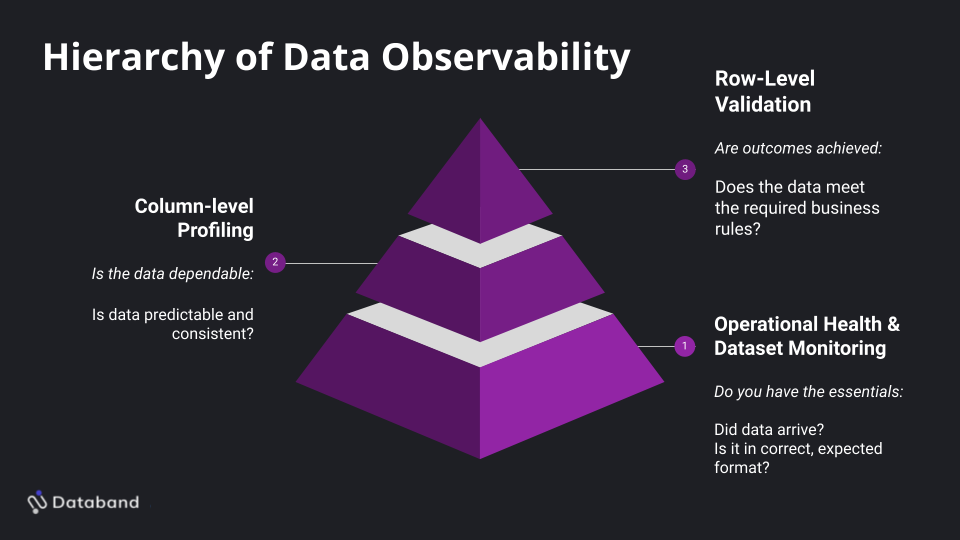 Hierarchy of Data Observability
Row-Level
Validation
Are outcomes achieved:
Does the data meet
the required business
rules?
3
Column-level
Profiling
Is the data dependable:
Is data predictable and
consistent?
2
Operational Health &
Dataset Monitoring
Do you have the essentials:
Did data arrive?
Is it in correct, expected
format?
1
Databand